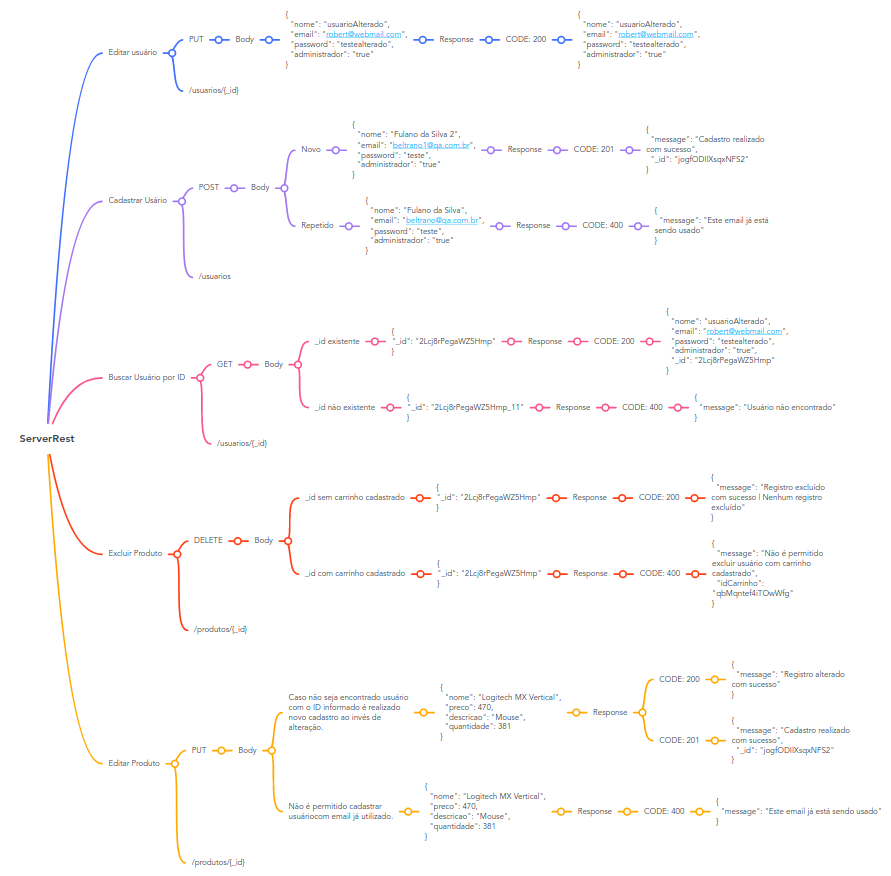 ServerRest
Editar usuário
PUT
Body
{
"nome": "usuarioAlterado",
"email": "robert@webmail.com",
"password": "testealterado",
"administrador": "true"
}
Response
CODE: 200
{
"nome": "usuarioAlterado",
"email": "robert@webmail.com",
"password": "testealterado",
"administrador": "true"
}
/usuarios/{_id}
Cadastrar Usário
POST
Body
Novo
{
"nome": "Fulano da Silva 2",
"email": "beltrano1@qa.com.br",
"password": "teste",
"administrador": "true"
}
Response
CODE: 201
{
"message": "Cadastro realizado
com sucesso",
"_id": "jogfODIlXsqxNFS2"
}
Repetido
{
"nome": "Fulano da Silva",
"email": "beltrano@qa.com.br",
"password": "teste",
"administrador": "true"
}
Response
CODE: 400
{
"message": "Este email já está
sendo usado"
}
/usuarios
Buscar Usuário por ID
GET
Body
_id existente
{
"_id": "2Lcj8rPegaWZ5Hmp"
}
Response
CODE: 200
{
"nome": "usuarioAlterado",
"email": "robert@webmail.com",
"password": "testealterado",
"administrador": "true",
"_id": "2Lcj8rPegaWZ5Hmp"
}
_id não existente
{
"_id": "2Lcj8rPegaWZ5Hmp_11"
}
Response
CODE: 400
{
"message": "Usuário não encontrado"
}
/usuarios/{_id}
Excluir Produto
DELETE
Body
_id sem carrinho cadastrado
{
"_id": "2Lcj8rPegaWZ5Hmp"
}
Response
CODE: 200
{
"message": "Registro excluído
com sucesso | Nenhum registro
excluído"
}
_id com carrinho cadastrado
{
"_id": "2Lcj8rPegaWZ5Hmp"
}
Response
CODE: 400
{
"message": "Não é permitido
excluir usuário com carrinho
cadastrado",
"idCarrinho":
"qbMqntef4iTOwWfg"
}
/produtos/{_id}
Editar Produto
PUT
Body
Caso não seja encontrado usuário
com o ID informado é realizado
novo cadastro ao invés de
alteração.
{
"nome": "Logitech MX Vertical",
"preco": 470,
"descricao": "Mouse",
"quantidade": 381
}
Response
CODE: 200
{
"message": "Registro alterado
com sucesso"
}
CODE: 201
{
"message": "Cadastro realizado
com sucesso",
"_id": "jogfODIlXsqxNFS2"
}
Não é permitido cadastrar
usuáriocom email já utilizado.
{
"nome": "Logitech MX Vertical",
"preco": 470,
"descricao": "Mouse",
"quantidade": 381
}
Response
CODE: 400
{
"message": "Este email já está sendo usado"
}
/produtos/{_id}